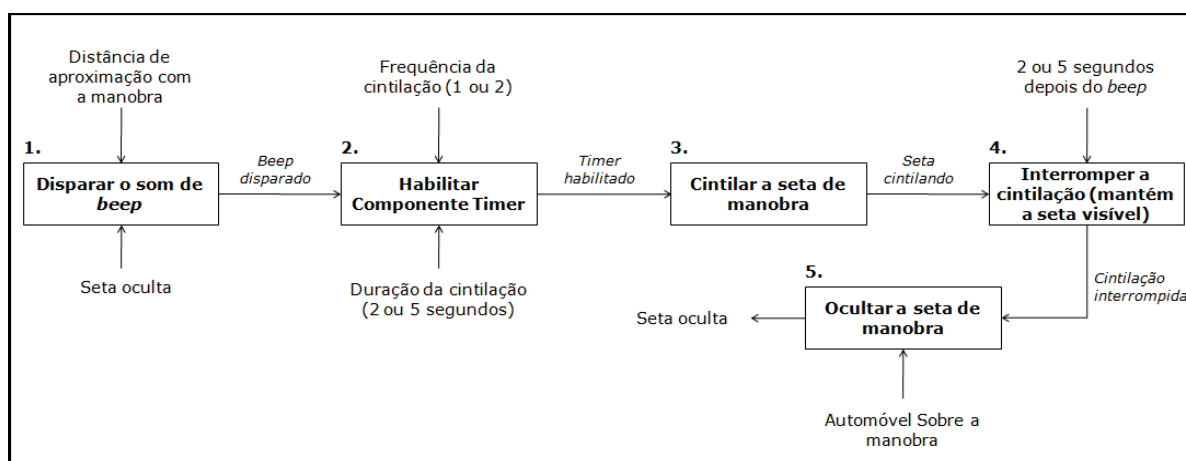 Distância de
aproximação com
a manobra
Frequência da
cintilação (1 ou 2)
2 ou 5 segundos
depois do beep
1.
Disparar o som de
beep
Beep
disparado
2.
Habilitar
Componente Timer
Timer
habilitado
3.
Cintilar a seta de
manobra
Seta
cintilando
4.
Interromper a
cintilação (mantém
a seta visível)
Seta oculta
Duração da cintilação
(2 ou 5 segundos)
Cintilação
interrompida
5.
Ocultar a seta de
manobra
Seta oculta
Automóvel Sobre a
manobra